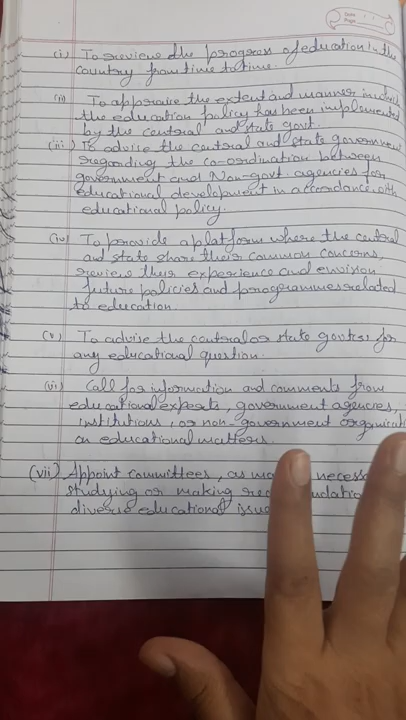 Date
Page
(i) To review the progress of education in the
country from time to time.
(ii) To appraise the extent and manner in which
the education policy has been implemented
by the central and state govt.
(iii) To advise the central and state government
regarding the co-ordination between
government and Non-govt. agencies for
educational development in accordance with
educational policy.
(iv) To provide a platform where the central
and state share their common concerns,
review their experience and envision
future policies and programmes related
to education.
(v) To advise the central or state govts: for
any educational question.
(vi) Call for information and comments from
educational experts, government agencies,
institutions, or non-government
on educational matters.
(vii) Appoint committees, as
studying or making
diverse educational